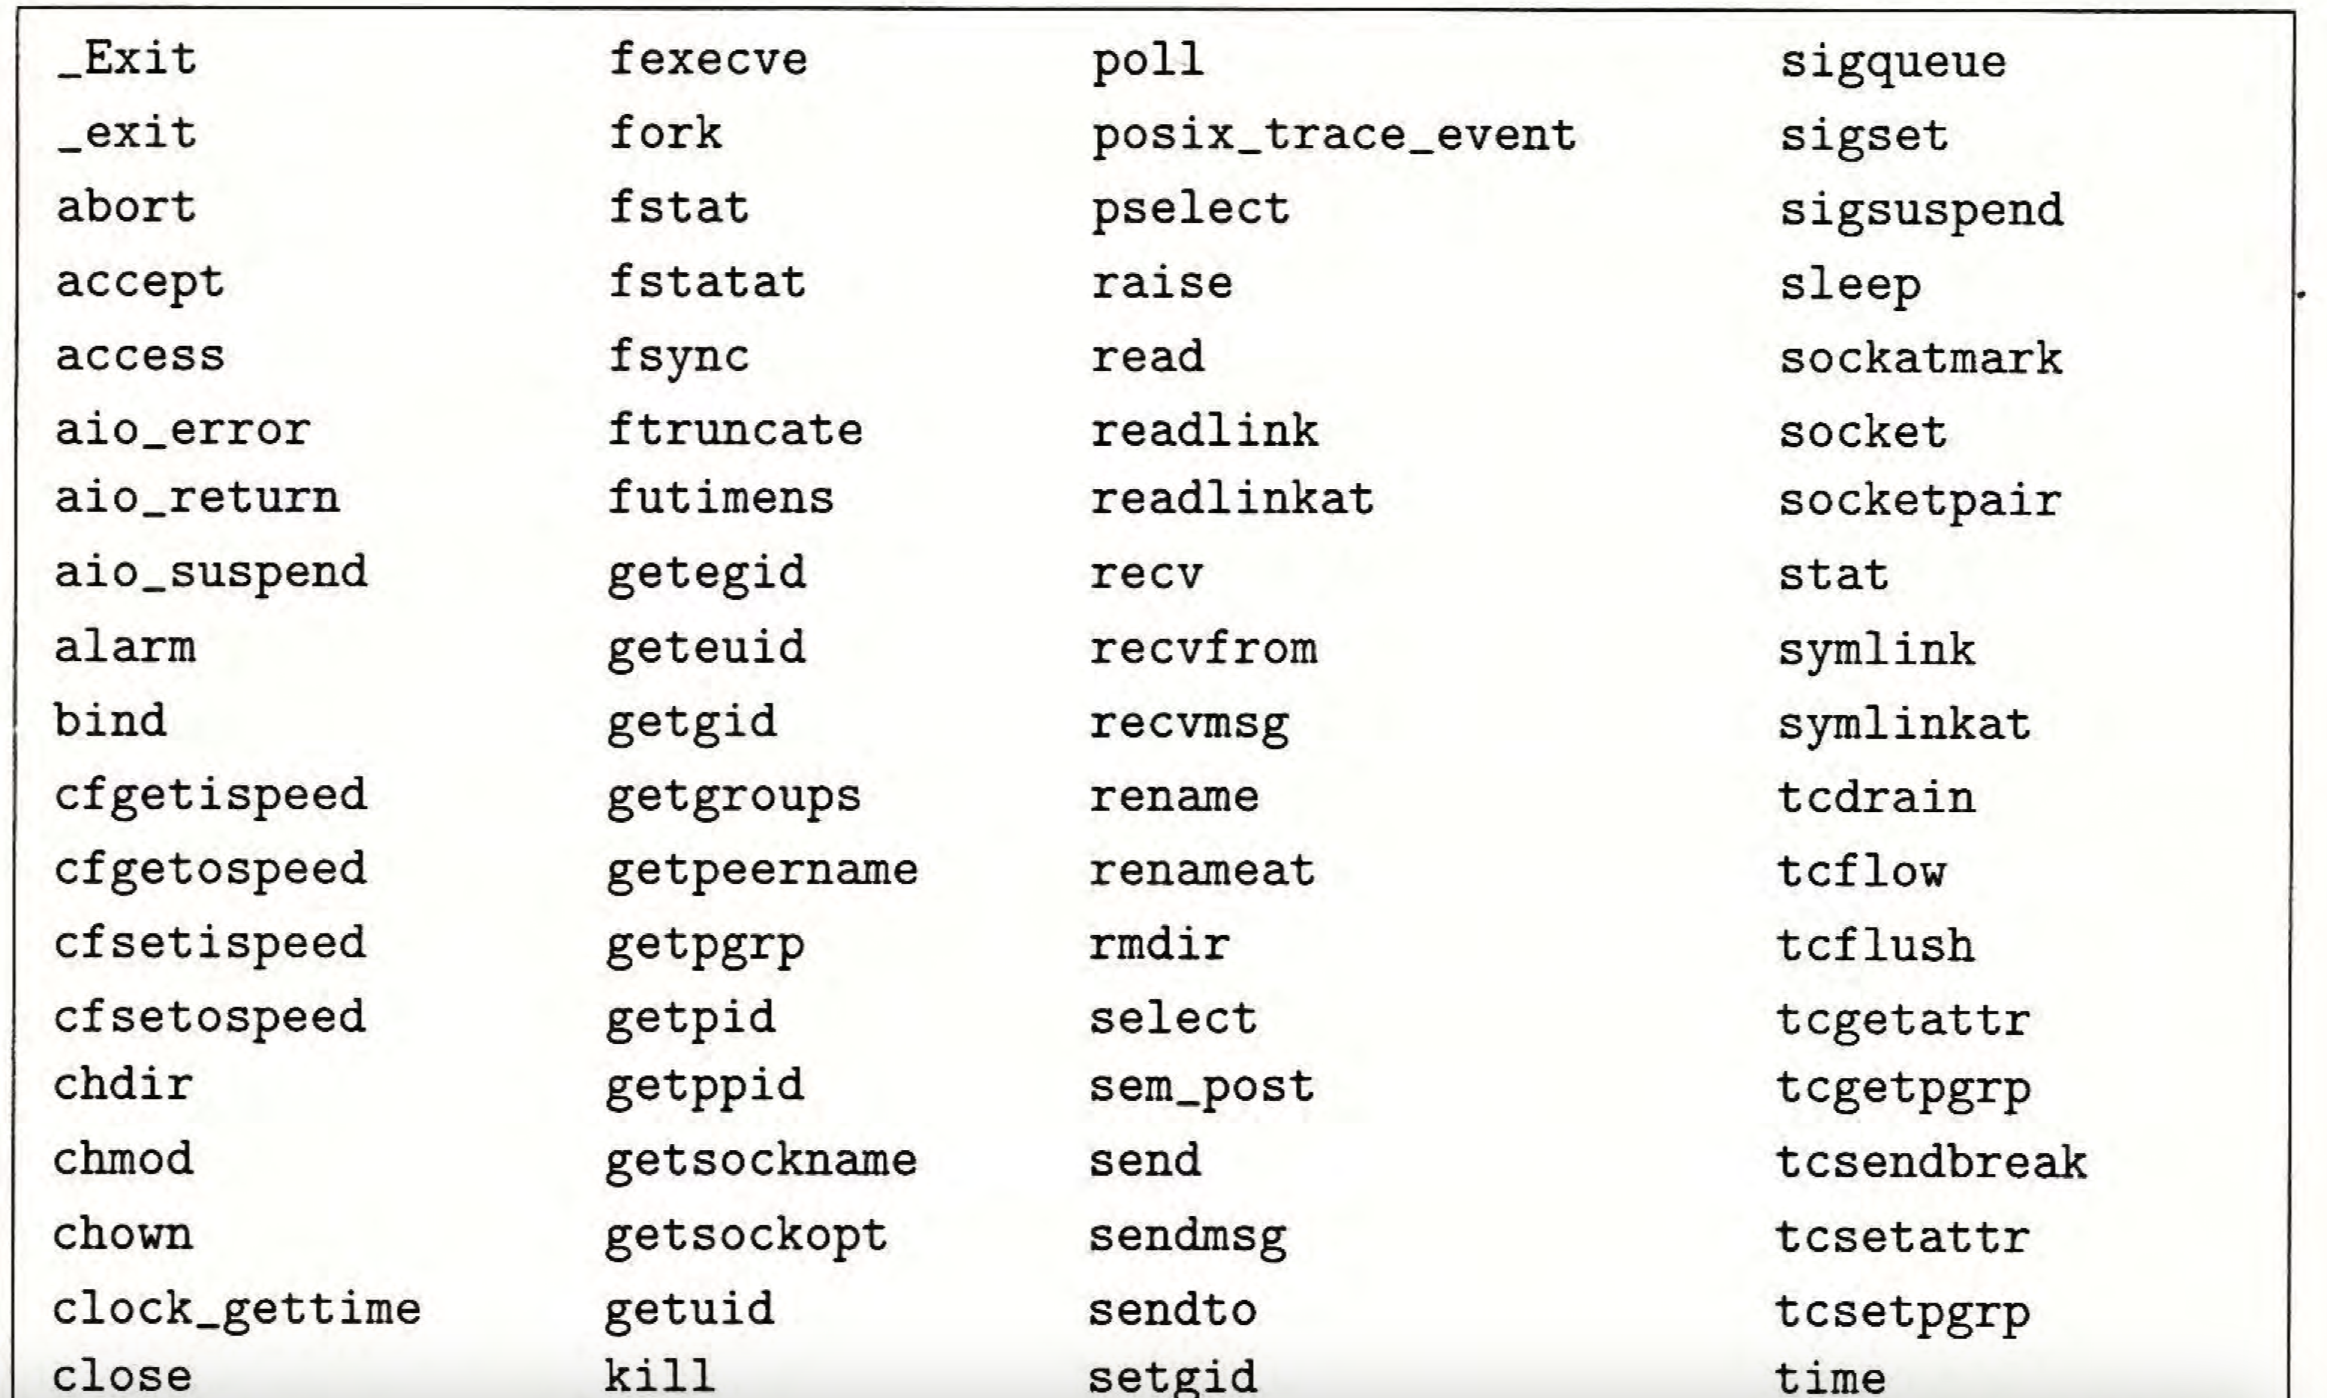 _Exit fexecve poll sigqueue
_exit fork posix_trace_event sigset
abort fstat pselect sigsuspend
accept fstatat raise sleep
access fsync read sockatmark
aio_error ftruncate readlink socket
aio_return futimens readlinkat socketpair
aio_suspend getegid recv stat
alarm geteuid recvfrom symlink
bind getgid recvmsg symlinkat
cfgetispeed getgroups rename tcdrain
cfgetospeed getpeername renameat tcflow
cfsetispeed getpgrp rmdir tcflush
cfsetospeed getpid select tcgetattr
chdir getppid sem_post tcgetpgrp
chmod getsockname send tcsendbreak
chown getsockopt sendmsg tcsetattr
clock_gettime getuid sendto tcsetpgrp
close kill setgid time